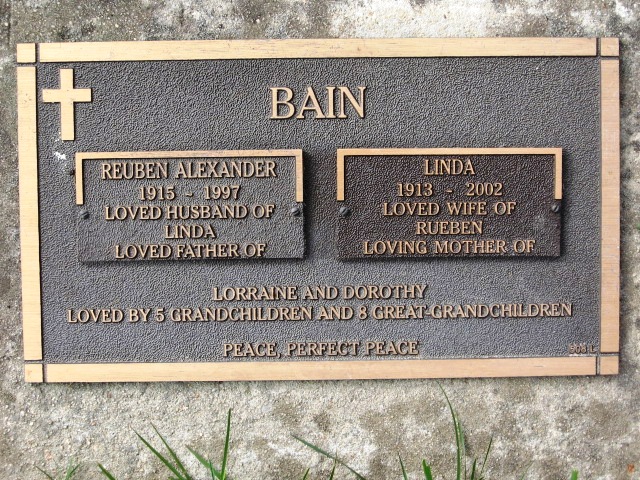 BAIN
REUBEN ALEXANDER
1915 - 1997
LOVED HUSBAND OF
LINDA
LOVED FATHER OF
LINDA
1913 - 2002
LOVED WIFE OF
RUEBEN
LOVING MOTHER OF
LORRAINE AND DOROTHY
LOVED BY 5 GRANDCHILDREN AND 8 GREAT-GRANDCHILDREN
PEACE, PERFECT PEACE